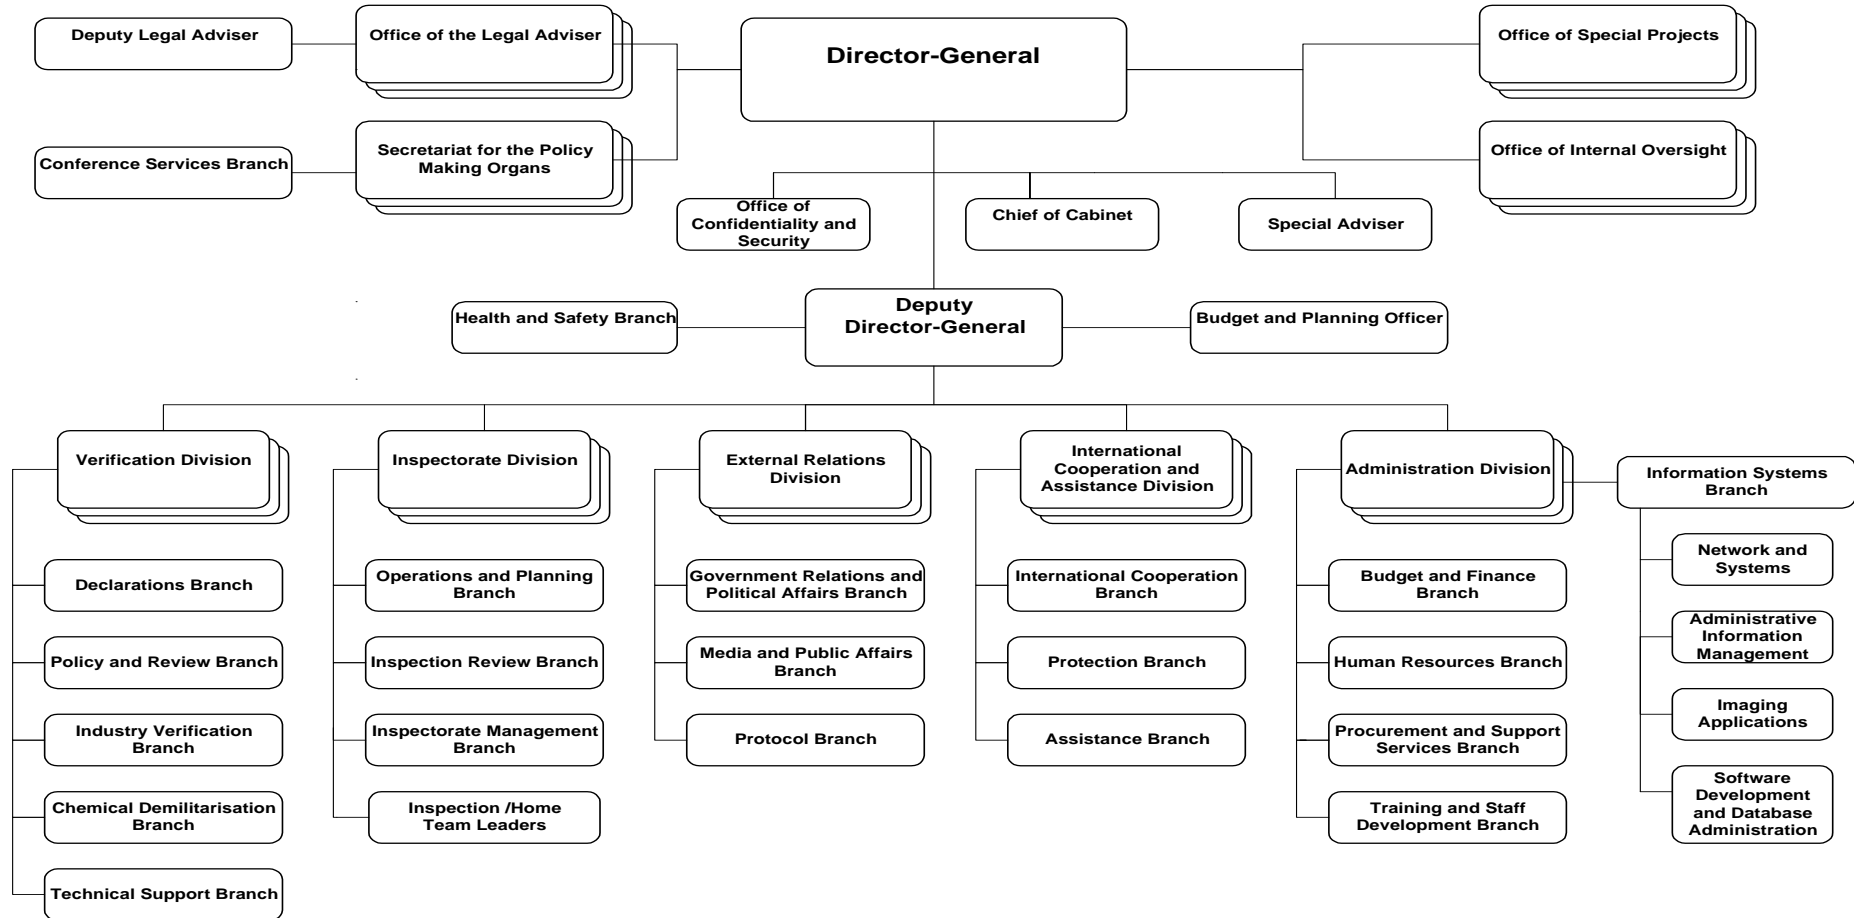 Deputy Legal Adviser
Office of the Legal Adviser
Director-General
Office of Special Projects
Conference Services Branch
Secretariat for the Policy
Making Organs
Office of Internal Oversight
Office of
Confidentiality and
Security
Chief of Cabinet
Special Adviser
Health and Safety Branch
Deputy
Director-General
Budget and Planning Officer
Verification Division
Declarations Branch
Policy and Review Branch
Industry Verification
Branch
Chemical Demilitarisation
Branch
Technical Support Branch
Inspectorate Division
Operations and Planning
Branch
Inspection Review Branch
Inspectorate Management
Branch
Inspection /Home
Team Leaders
External Relations
Division
Government Relations and
Political Affairs Branch
Media and Public Affairs
Branch
Protocol Branch
International
Cooperation and
Assistance Division
International Cooperation
Branch
Protection Branch
Assistance Branch
Administration Division
Budget and Finance
Branch
Human Resources Branch
Procurement and Support
Services Branch
Training and Staff
Development Branch
Information Systems
Branch
Network and
Systems
Administrative
Information
Management
Imaging
Applications
Software
Development
and Database
Administration